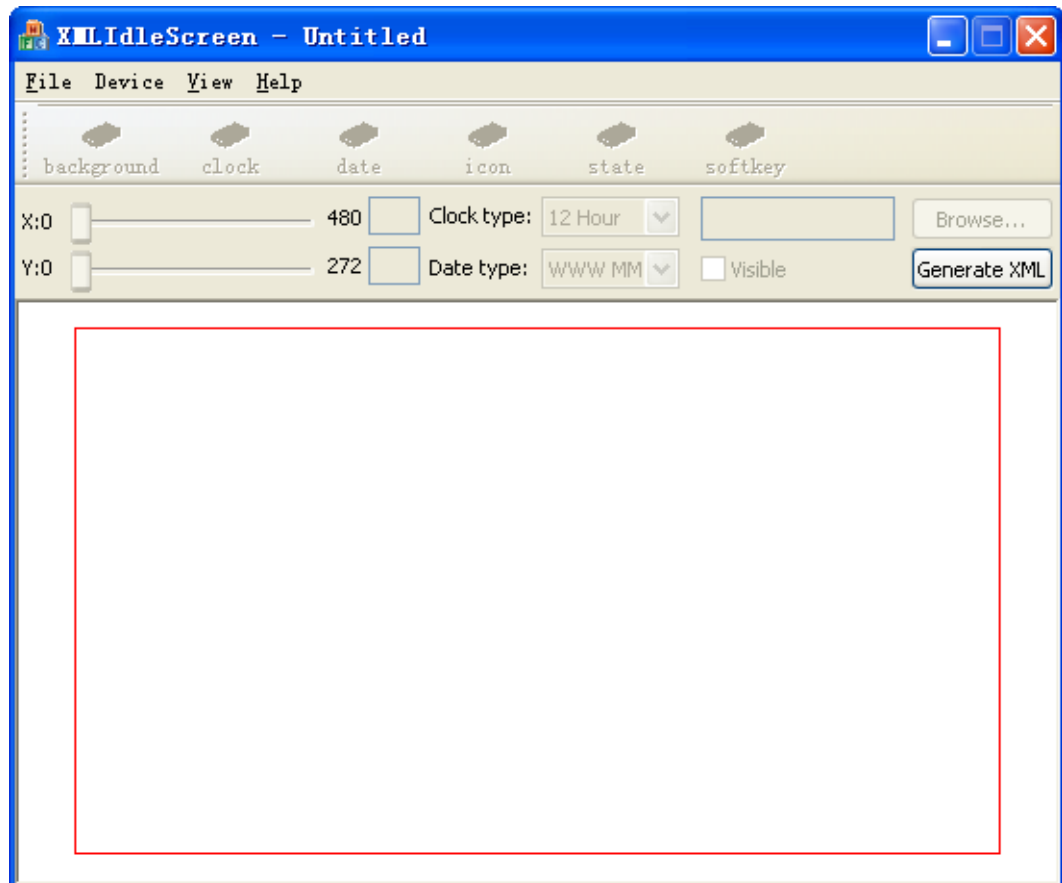 XMLIdleScreen - Untitled
File Device View Help
background clock date icon state softkey
X:0 480 Clock type: 12 Hour Browse...
Y:0 272 Date type: WWW MM Visible Generate XML